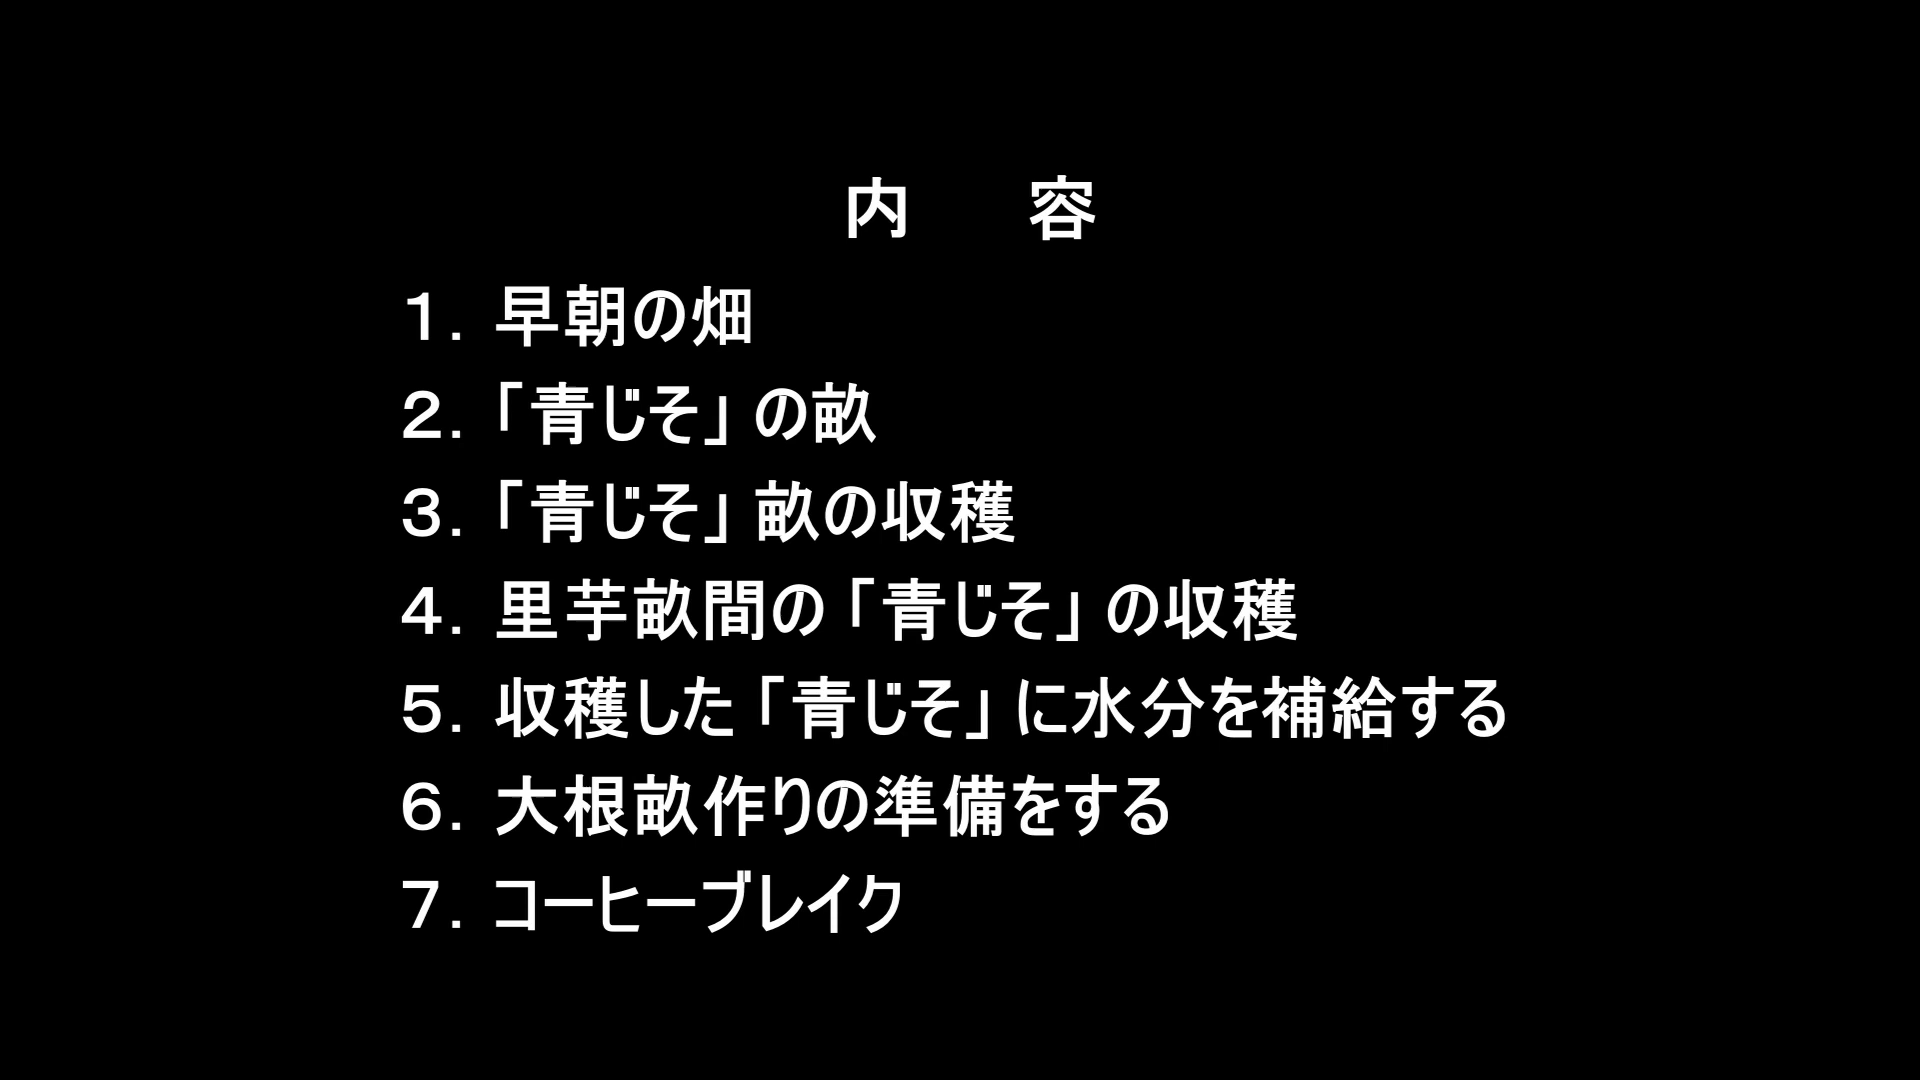 内　容
1. 早朝の畑
2. 「青じそ」の畝
3. 「青じそ」畝の収穫
4. 里芋畝間の「青じそ」の収穫
5. 収穫した「青じそ」に水分を補給する
6. 大根畝作りの準備をする
7. コーヒーブレイク